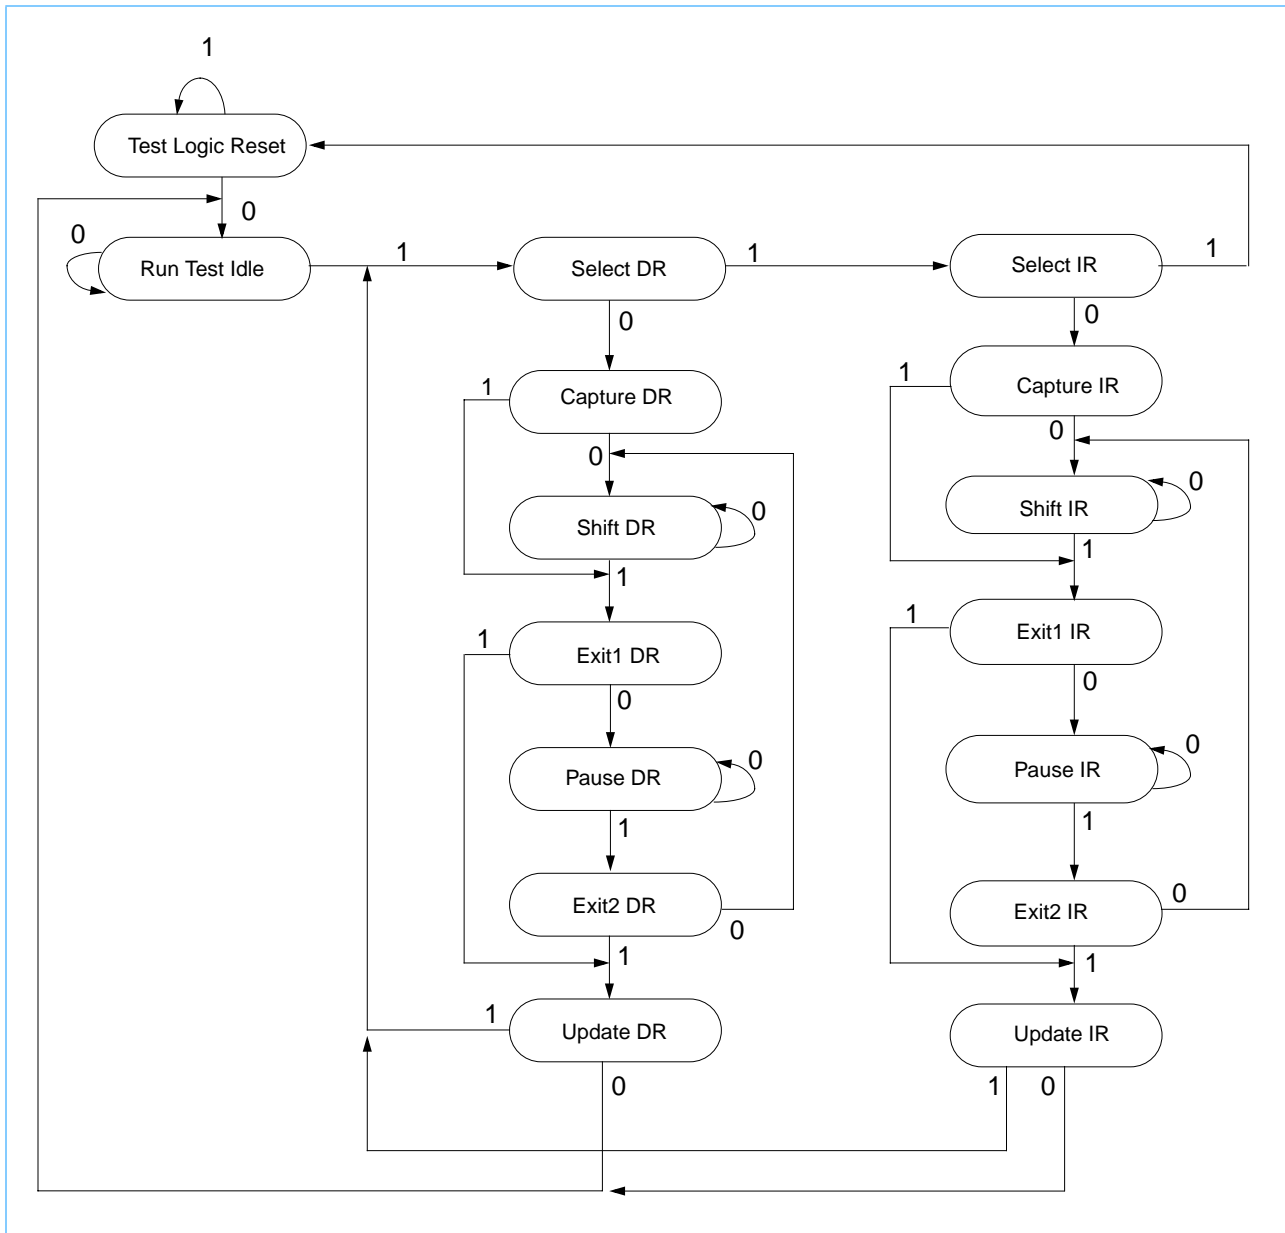 1
Test Logic Reset
0
0
Run Test Idle
1
Select DR
1
Select IR
1
0
0
1
Capture DR
1
Capture IR
0
0
Shift DR
0
Shift IR
0
1
1
1
Exit1 DR
1
Exit1 IR
0
0
Pause DR
0
Pause IR
0
1
1
Exit2 DR
0
Exit2 IR
0
1
1
1
Update DR
Update IR
0
1
0